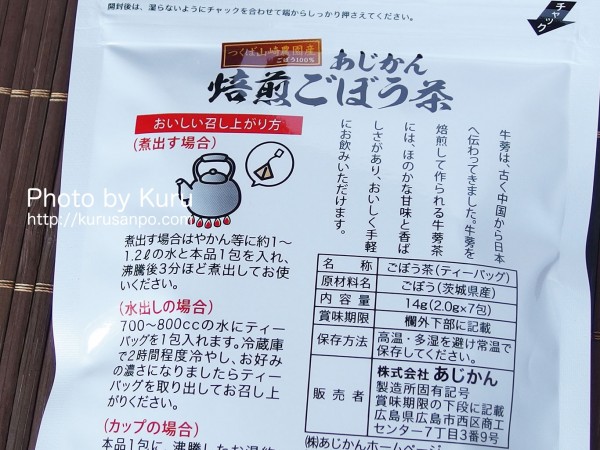 開封後は、湿らないようにチャックを合わせて端からしっかり押さえてください。
チャック
つくば山崎農園産
ごぼう100%
あじかん
焙煎ごぼう茶
おいしい召し上がり方
(煮出す場合)
煮出す場合はやかん等に約1〜
1.2ℓの水と本品1包を入れ、
沸騰後3分ほど煮出してお使
いください。
(水出しの場合)
700〜800ccの水にティー
バッグを1包入れます。冷蔵庫
で2時間程度冷やし、お好み
の濃さになりましたらティー
バッグを取り出してお召し上
がりください。
(カップの場合)
本品1包に、沸騰したお湯約
牛蒡は、古く中国から日本
へ伝わってきました。牛蒡を
焙煎して作られる牛蒡茶
には、ほのかな甘味と香ば
しさがあり、おいしく手軽
にお飲みいただけます。
名 称 ごぼう茶(ティーバッグ)
原材料名 ごぼう(茨城県産)
内 容 量 14g(2.0g×7包)
賞味期限 欄外下部に記載
保存方法 高温・多湿を避け常温で
保存してください。
販 売 者 株式会社 あじかん
製造所固有記号
賞味期限の下段に記載
広島県広島市西区商工
センター7丁目3番9号
(株)あじかんホームページ
Photo by Kuru
http://kurusanpo.com